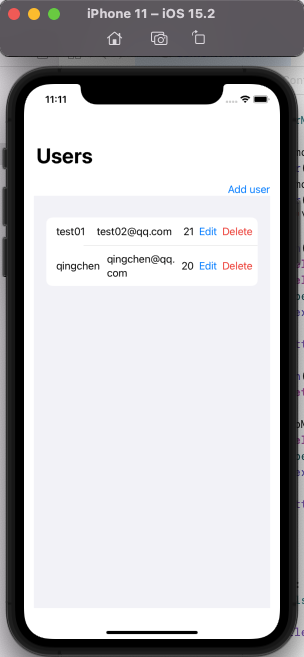 iPhone 11 – iOS 15.2
11:11
Users
Add user
test01 test02@qq.com 21 Edit Delete
qingchen qingchen@qq.
com 20 Edit Delete